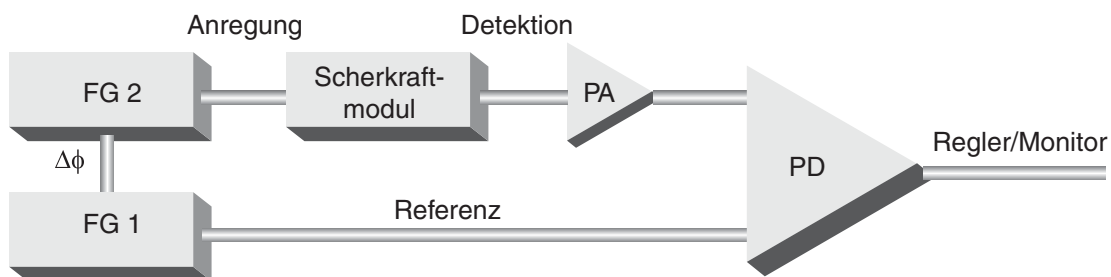 Anregung
Detektion
FG 2
Scherkraft-
modul
PA
Δϕ
Regler/Monitor
PD
FG 1
Referenz